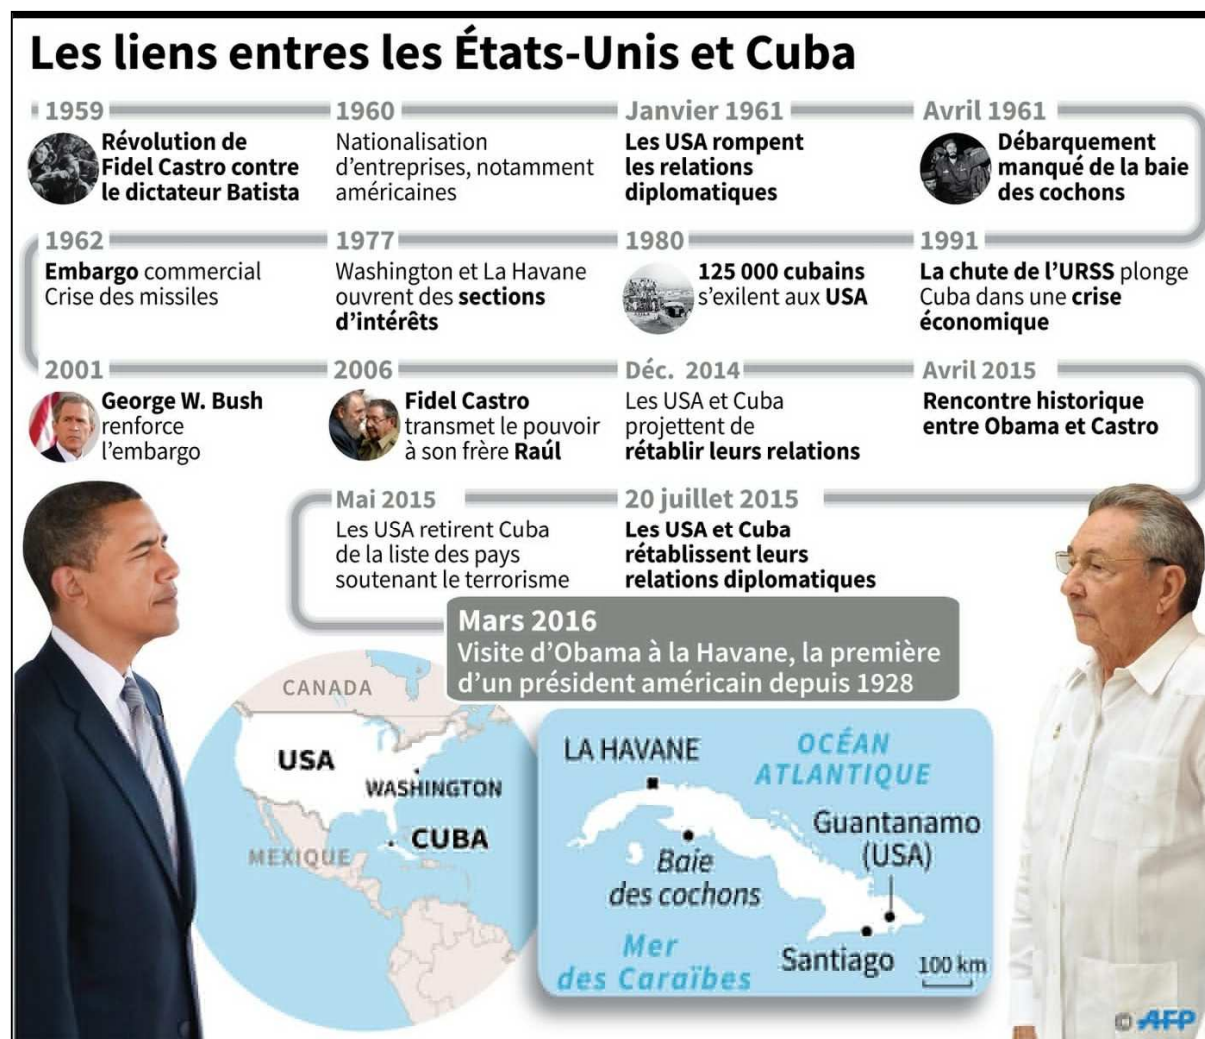 Les liens entres les États-Unis et Cuba
1959
Révolution de
Fidel Castro contre
le dictateur Batista
1960
Nationalisation
d'entreprises, notamment
américaines
Janvier 1961
Les USA rompent
les relations
diplomatiques
Avril 1961
Débarquement
manqué de la baie
des cochons
1962
Embargo commercial
Crise des missiles
1977
Washington et La Havane
ouvrent des sections
d'intérêts
1980
125 000 cubains
s'exilent aux USA
1991
La chute de l'URSS plonge
Cuba dans une crise
économique
2001
George W. Bush
renforce
l'embargo
2006
Fidel Castro
transmet le pouvoir
à son frère Raúl
Déc. 2014
Les USA et Cuba
projettent de
rétablir leurs relations
Avril 2015
Rencontre historique
entre Obama et Castro
Mai 2015
Les USA retirent Cuba
de la liste des pays
soutenant le terrorisme
20 juillet 2015
Les USA et Cuba
rétablissent leurs
relations diplomatiques
Mars 2016
Visite d'Obama à la Havane, la première
d'un président américain depuis 1928
CANADA
USA
WASHINGTON
CUBA
MEXIQUE
LA HAVANE
OCÉAN
ATLANTIQUE
Guantanamo
(USA)
Baie
des cochons
Mer
des Caraïbes
Santiago
100 km
© AFP